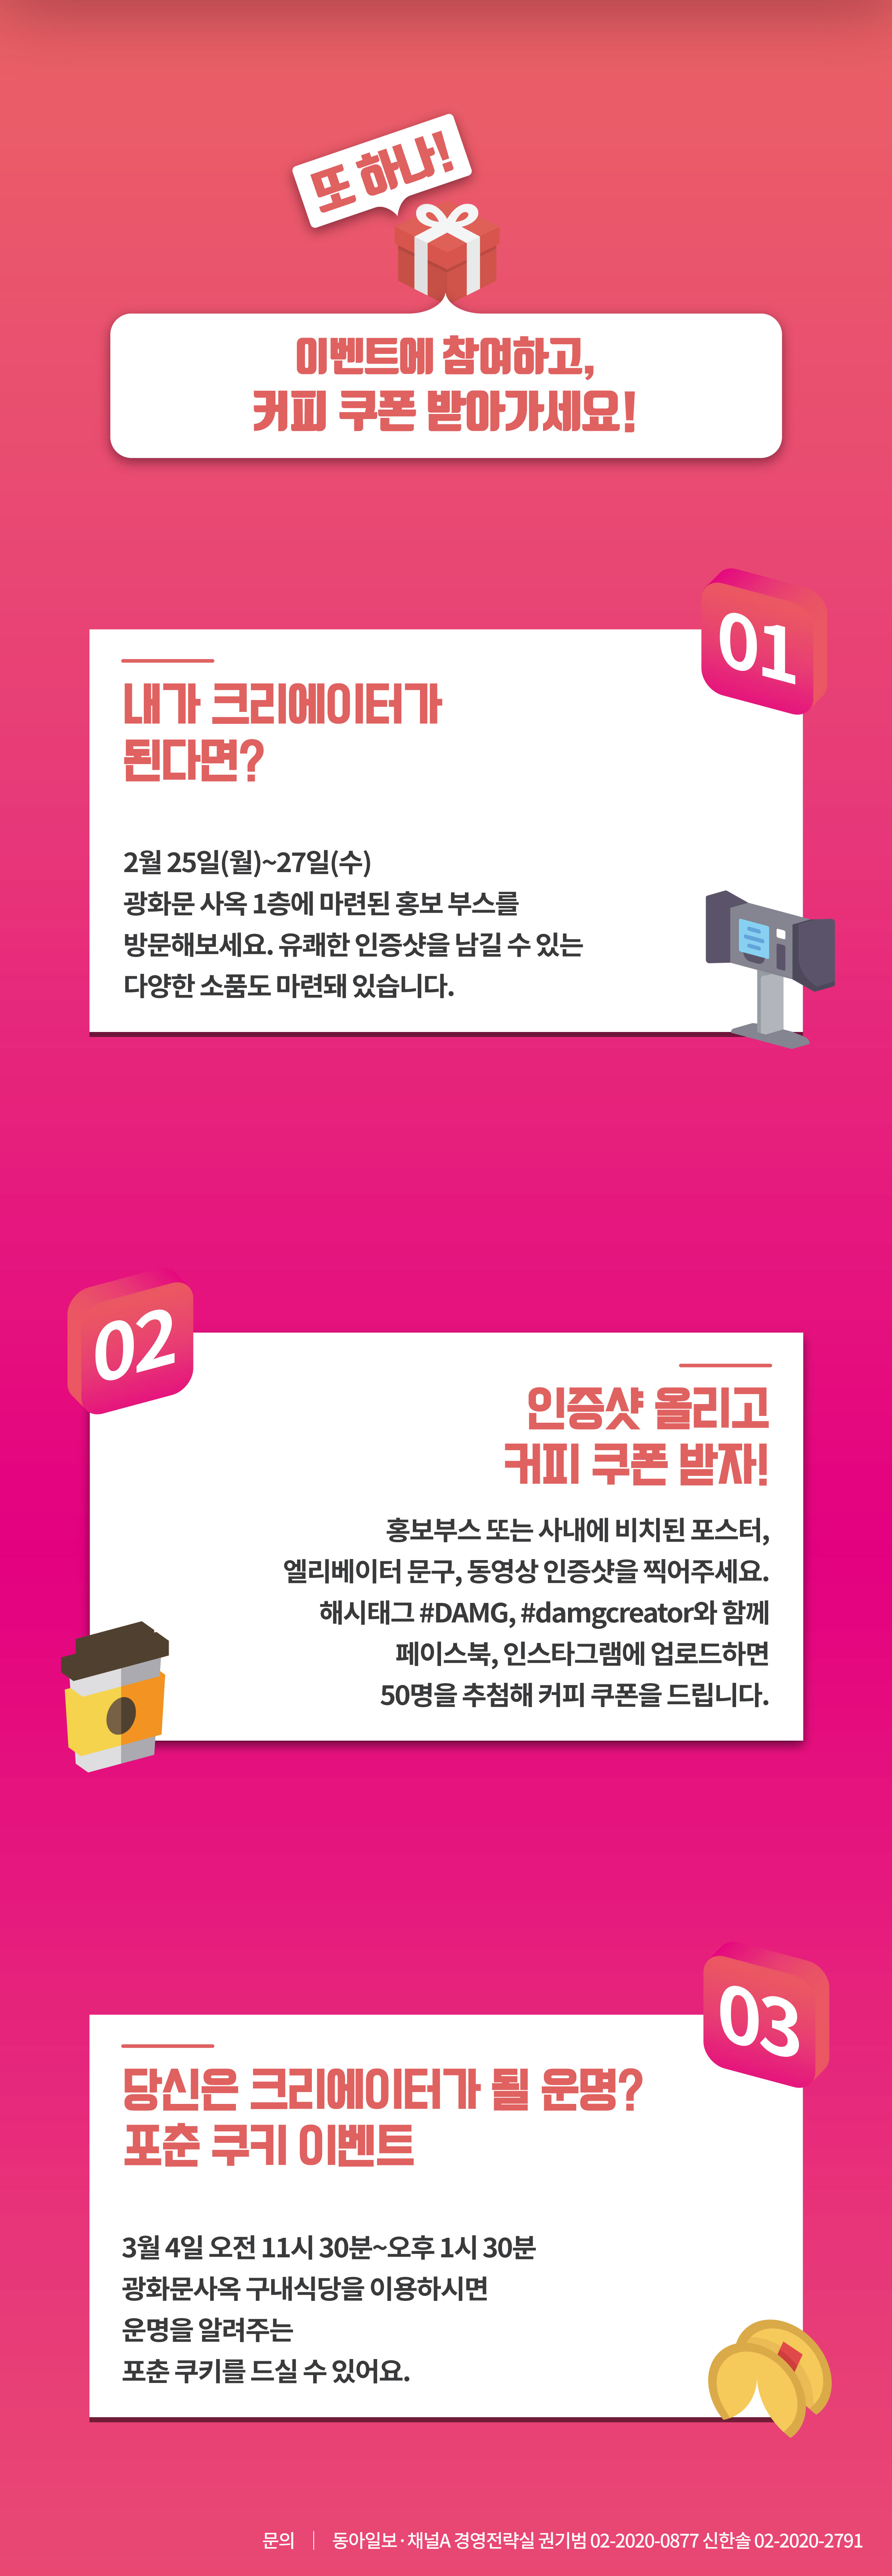 또 하나!
이벤트에 참여하고,
커피 쿠폰 받아가세요!
01
내가 크리에이터가
된다면?
2월 25일(월)~27일(수)
광화문 사옥 1층에 마련된 홍보 부스를
방문해보세요. 유쾌한 인증샷을 남길 수 있는
다양한 소품도 마련돼 있습니다.
02
인증샷 올리고
커피 쿠폰 받자!
홍보부스 또는 사내에 비치된 포스터,
엘리베이터 문구, 동영상 인증샷을 찍어주세요.
해시태그 #DAMG, #damgcreator와 함께
페이스북, 인스타그램에 업로드하면
50명을 추첨해 커피 쿠폰을 드립니다.
03
당신은 크리에이터가 될 운명?
포춘 쿠키 이벤트
3월 4일 오전 11시 30분~오후 1시 30분
광화문사옥 구내식당을 이용하시면
운명을 알려주는
포춘 쿠키를 드실 수 있어요.
문의 | 동아일보·채널A 경영전략실 권기범 02-2020-0877 신한솔 02-2020-2791